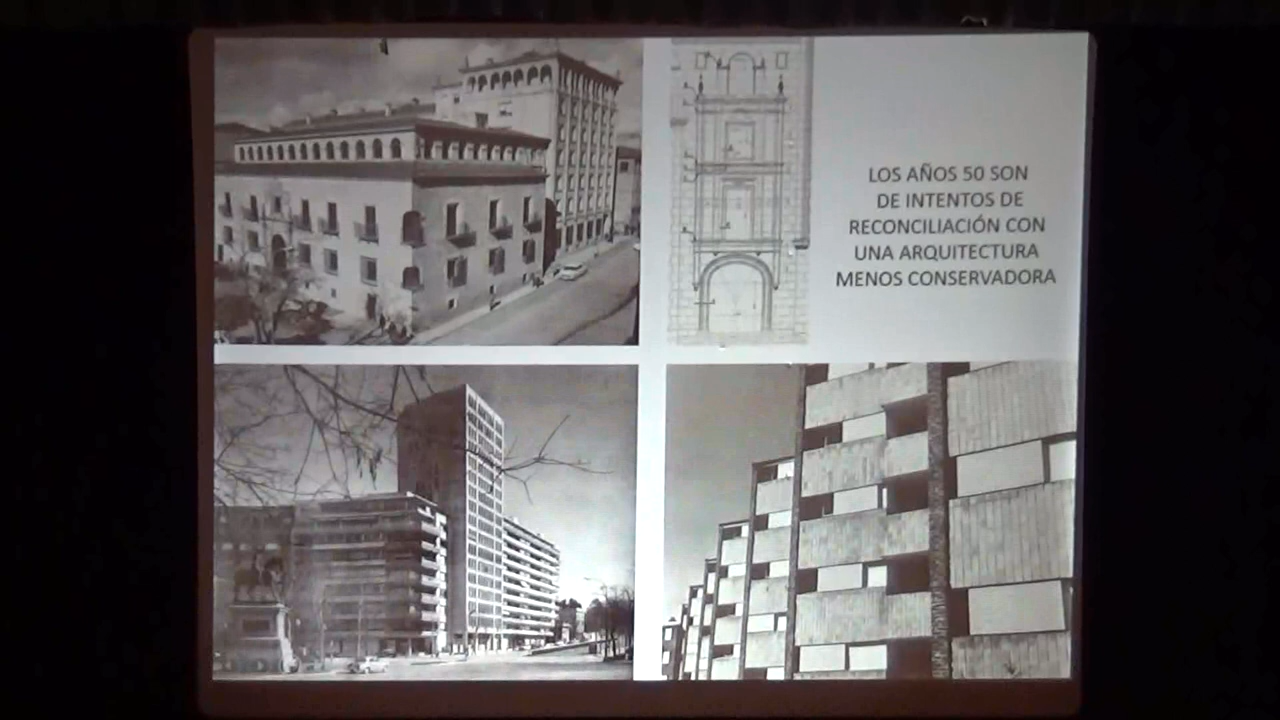 LOS AÑOS 50 SON
DE INTENTOS DE
RECONCILIACIÓN CON
UNA ARQUITECTURA
MENOS CONSERVADORA